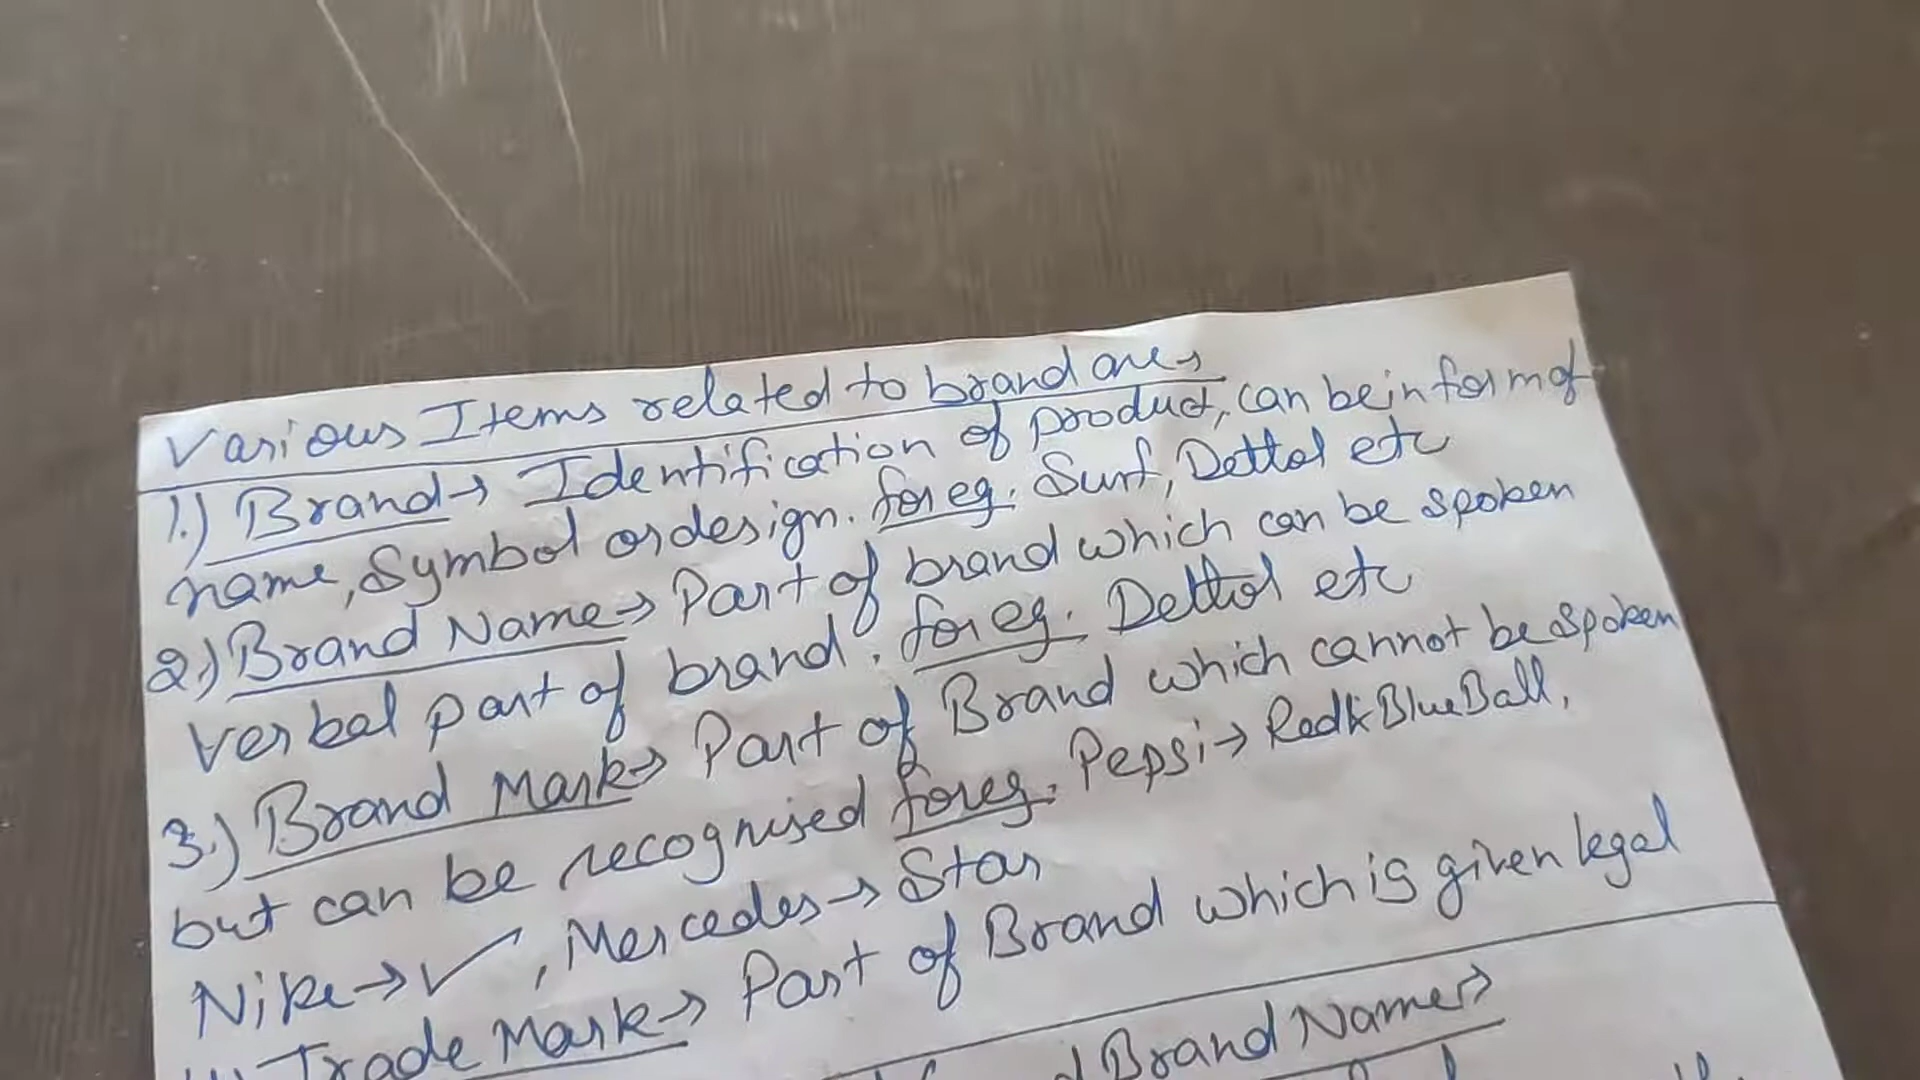 Various Items related to brand are→
1.) Brand→ Identification of product, can be in form of
name, Symbol or design. for eg. Surf, Dettol etc
2.) Brand Name→ Part of brand which can be spoken
Verbal part of brand. for eg. Dettol etc
3.) Brand Mark→ Part of Brand which cannot be spoken
but can be recognised for eg. Pepsi→ Red & Blue Ball,
Nike→ ✓, Mercedes→ Star
Trade Mark→ Part of Brand which is given legal
Brand Name→